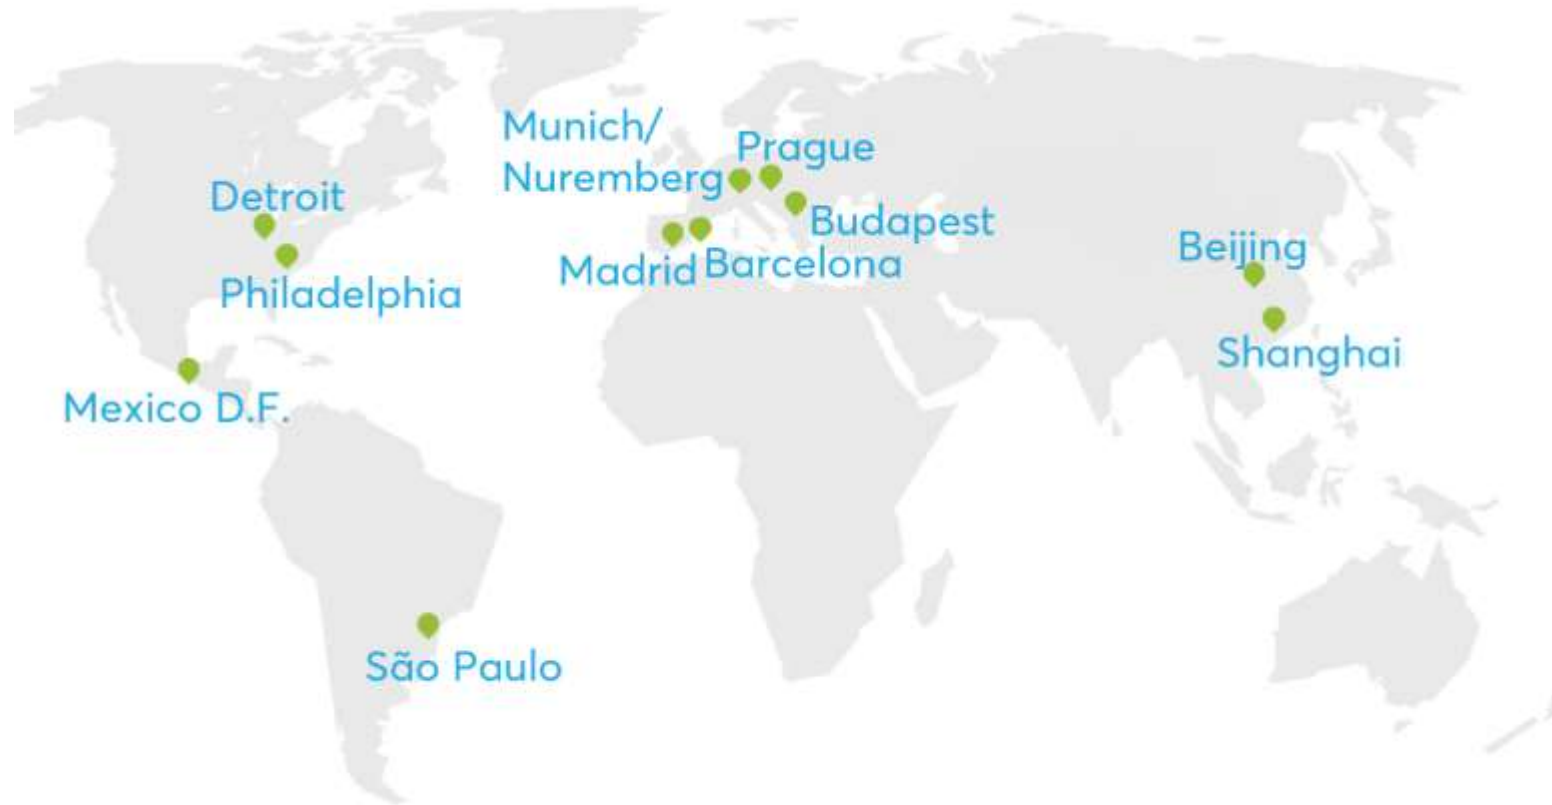 Munich/
Nuremberg
Prague
Detroit
Budapest
Madrid
Barcelona
Beijing
Philadelphia
Shanghai
Mexico D.F.
São Paulo